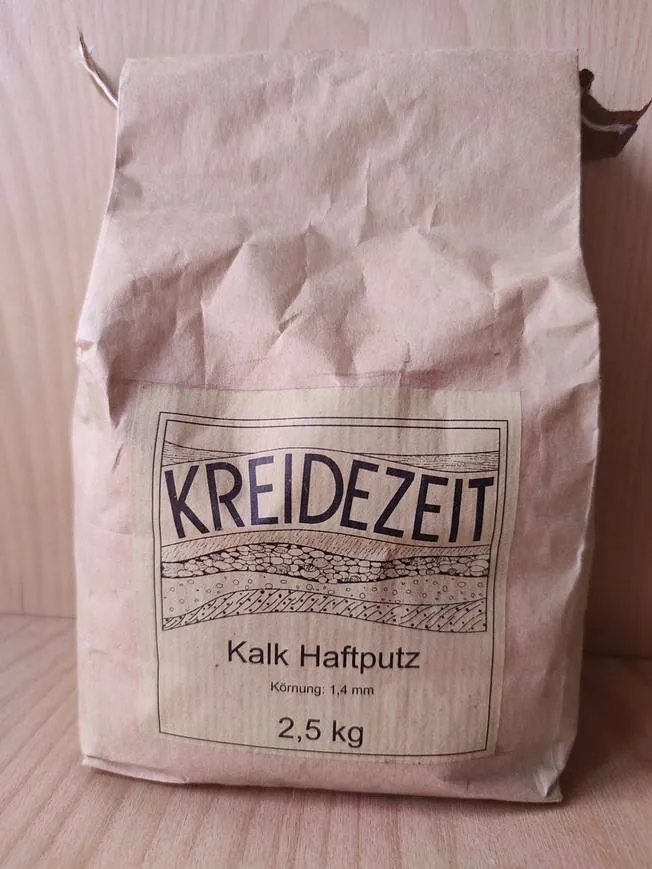 KREIDEZEIT
Kalk Haftputz
Körnung: 1,4 mm
2,5 kg